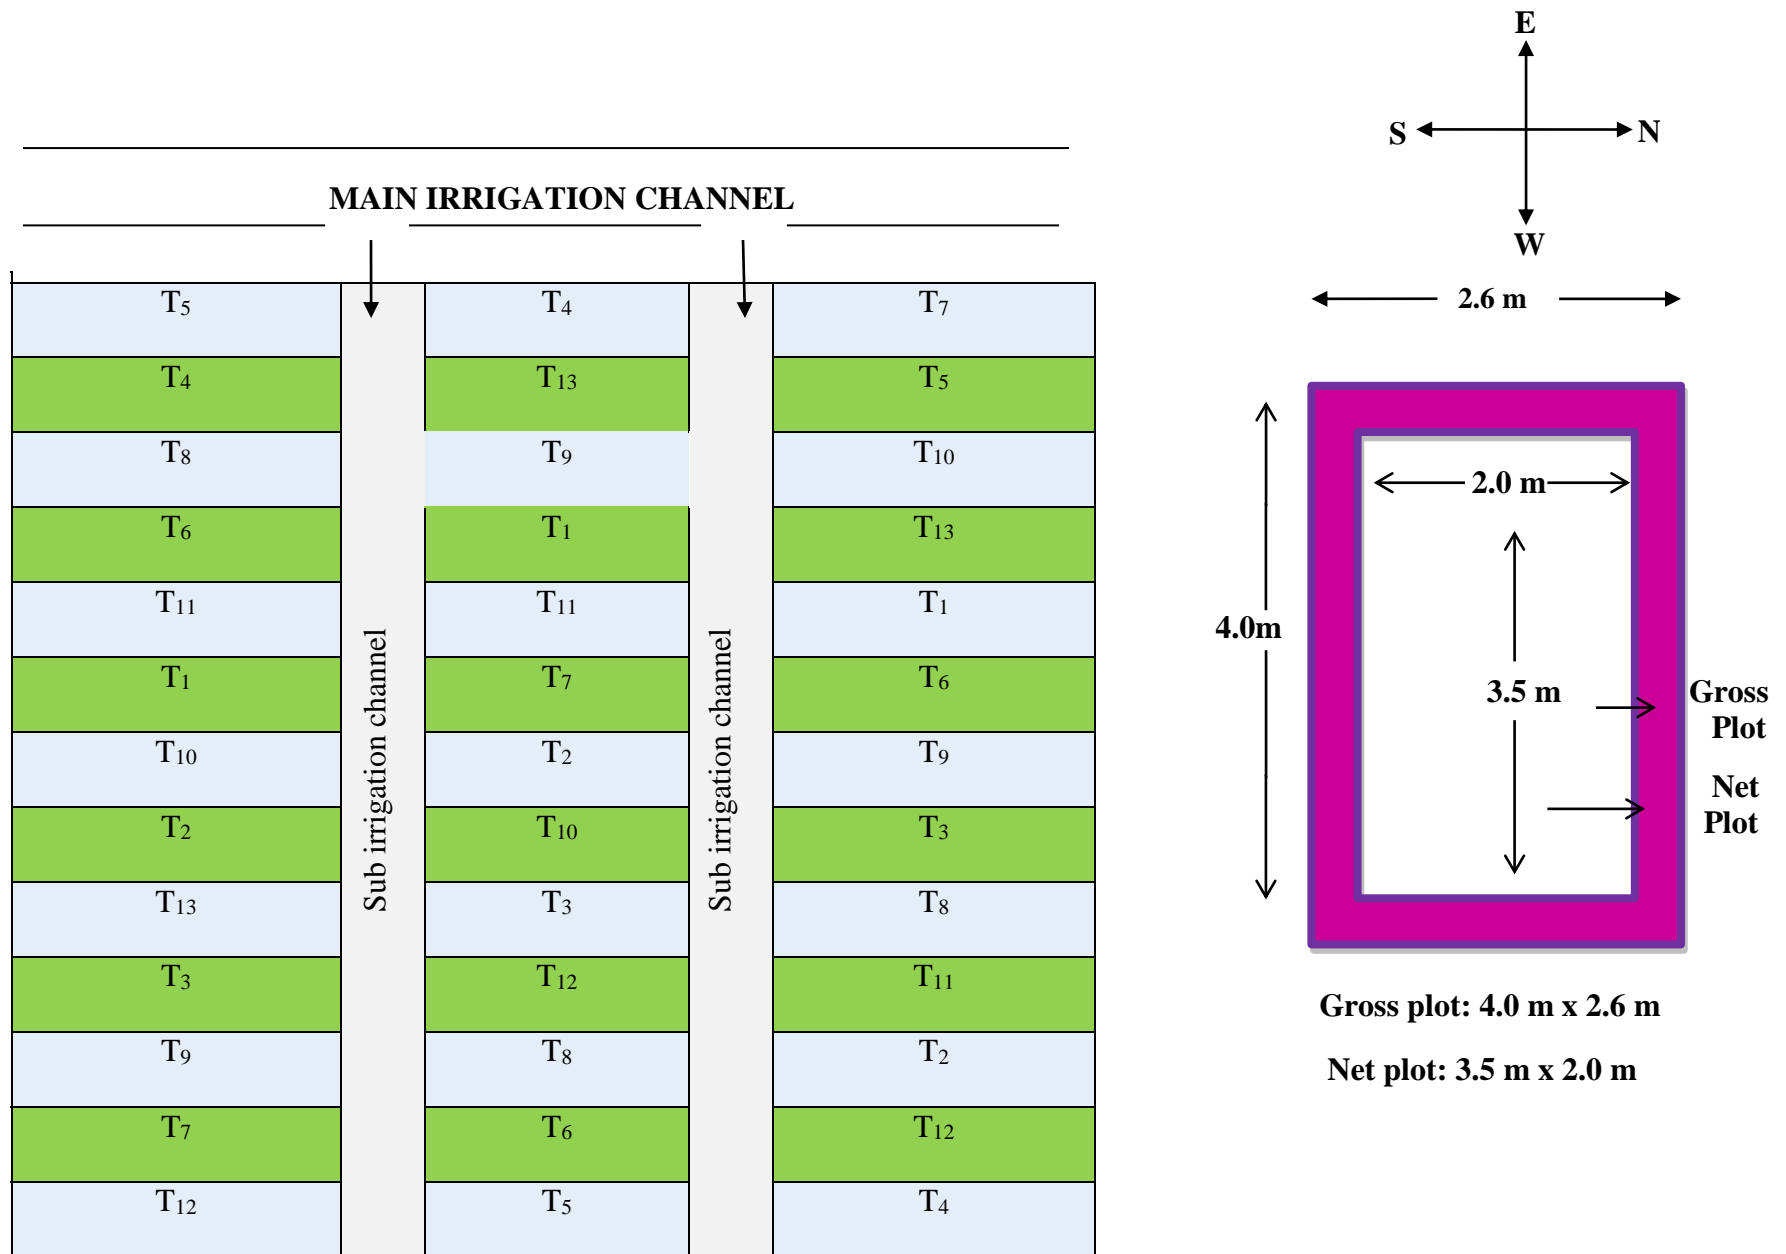 E
S N
W
MAIN IRRIGATION CHANNEL
T5 T4 T7
T4 T13 T5
T8 T9 T10
T6 T1 T13
T11 T11 T1
T1 T7 T6
T10 T2 T9
T2 T10 T3
T13 T3 T8
T3 T12 T11
T9 T8 T2
T7 T6 T12
T12 T5 T4
Sub irrigation channel
Sub irrigation channel
2.6 m
2.0 m
4.0m
3.5 m
Gross
Plot
Net
Plot
Gross plot: 4.0 m x 2.6 m
Net plot: 3.5 m x 2.0 m